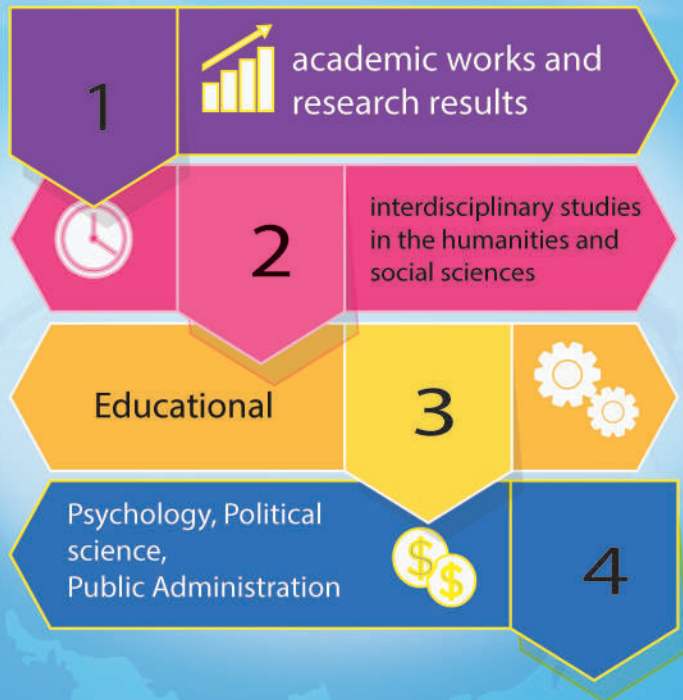 1
academic works and
research results
2
interdisciplinary studies
in the humanities and
social sciences
Educational
3
Psychology, Political
science,
Public Administration
$
$
4